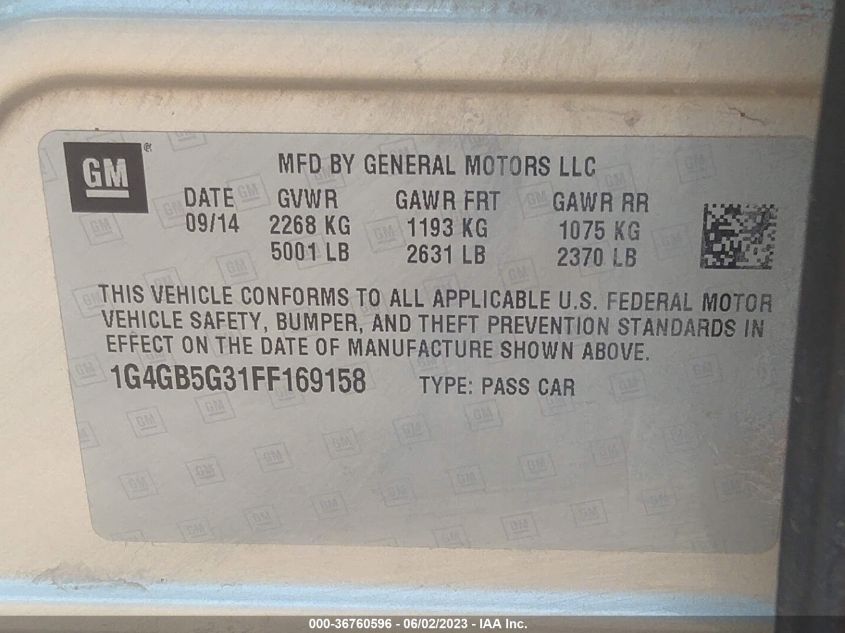 GM
MFD BY GENERAL MOTORS LLC
DATE GVWR GAWR FRT GAWR RR
09/14 2268 KG 1193 KG 1075 KG
5001 LB 2631 LB 2370 LB
THIS VEHICLE CONFORMS TO ALL APPLICABLE U.S. FEDERAL MOTOR
VEHICLE SAFETY, BUMPER, AND THEFT PREVENTION STANDARDS IN
EFFECT ON THE DATE OF MANUFACTURE SHOWN ABOVE.
1G4GB5G31FF169158 TYPE: PASS CAR
000-36760596 - 06/02/2023 - IAA Inc.